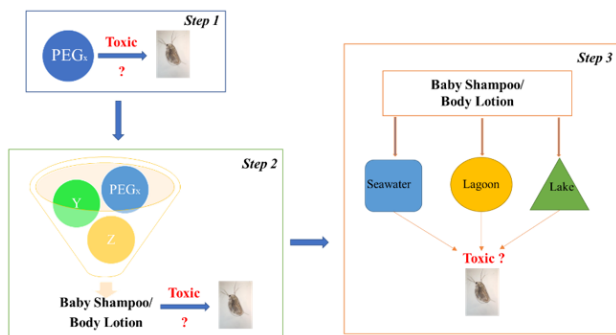 Step 1
PEGx
Toxic
?
Step 2
Y
PEGx
Z
Baby Shampoo/
Body Lotion
Toxic
?
Step 3
Baby Shampoo/
Body Lotion
Seawater
Lagoon
Lake
Toxic ?